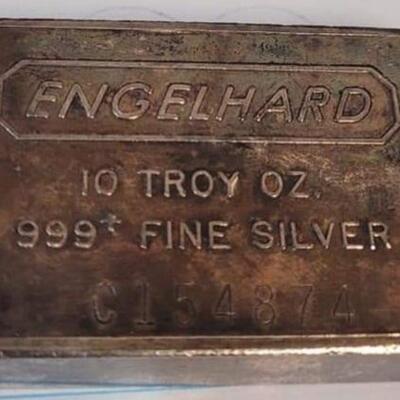 ENGELHARD
10 TROY OZ.
999+ FINE SILVER
C154874